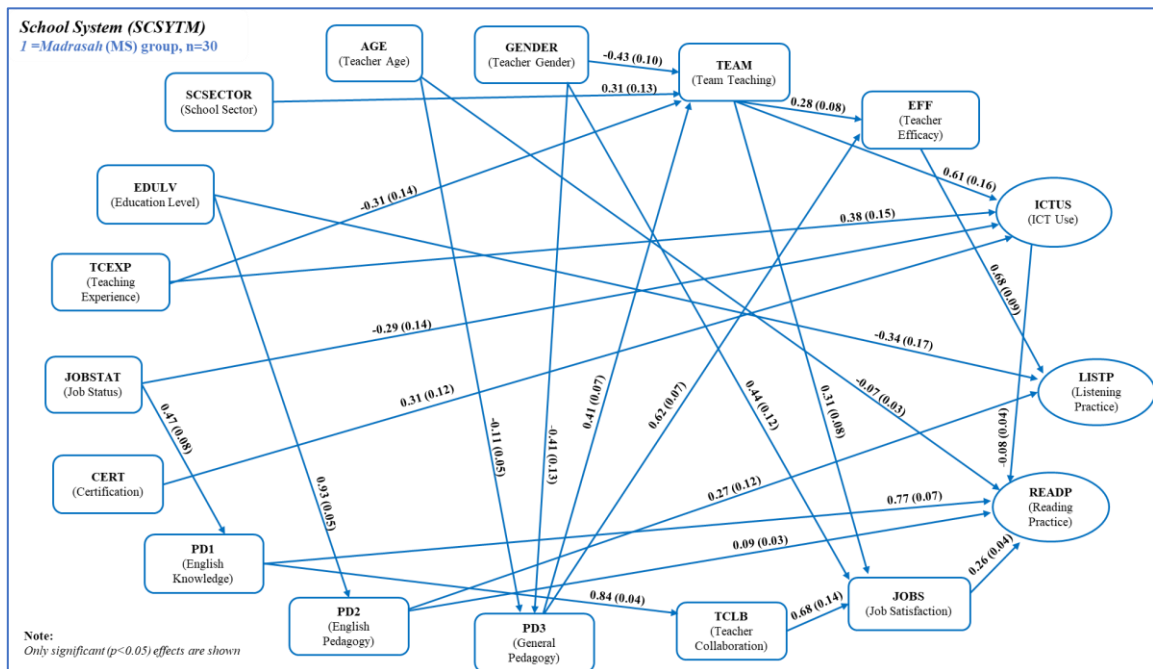 School System (SCSYTM)
1 =Madrasah (MS) group, n=30
AGE
(Teacher Age)
GENDER
(Teacher Gender)
-0.43 (0.10)
TEAM
(Team Teaching)
SCSECTOR
(School Sector)
0.31 (0.13)
0.28 (0.08)
EFF
(Teacher
Efficacy)
EDULV
(Education Level)
-0.31 (0.14)
0.61 (0.16)
ICTUS
(ICT Use)
0.38 (0.15)
TCEXP
(Teaching
Experience)
0.68 (0.09)
-0.29 (0.14)
-0.34 (0.17)
JOBSTAT
(Job Status)
LISTP
(Listening
Practice)
0.47 (0.08)
0.31 (0.12)
-0.11 (0.05)
-0.41 (0.13)
0.41 (0.07)
0.62 (0.07)
0.44 (0.12)
0.31 (0.08)
-0.07 (0.03)
-0.08 (0.04)
CERT
(Certification)
0.93 (0.05)
0.27 (0.12)
0.77 (0.07)
READP
(Reading
Practice)
PD1
(English
Knowledge)
0.09 (0.03)
0.26 (0.04)
0.84 (0.04)
PD2
(English
Pedagogy)
PD3
(General
Pedagogy)
TCLB
(Teacher
Collaboration)
0.68 (0.14)
JOBS
(Job Satisfaction)
Note:
Only significant (p<0.05) effects are shown